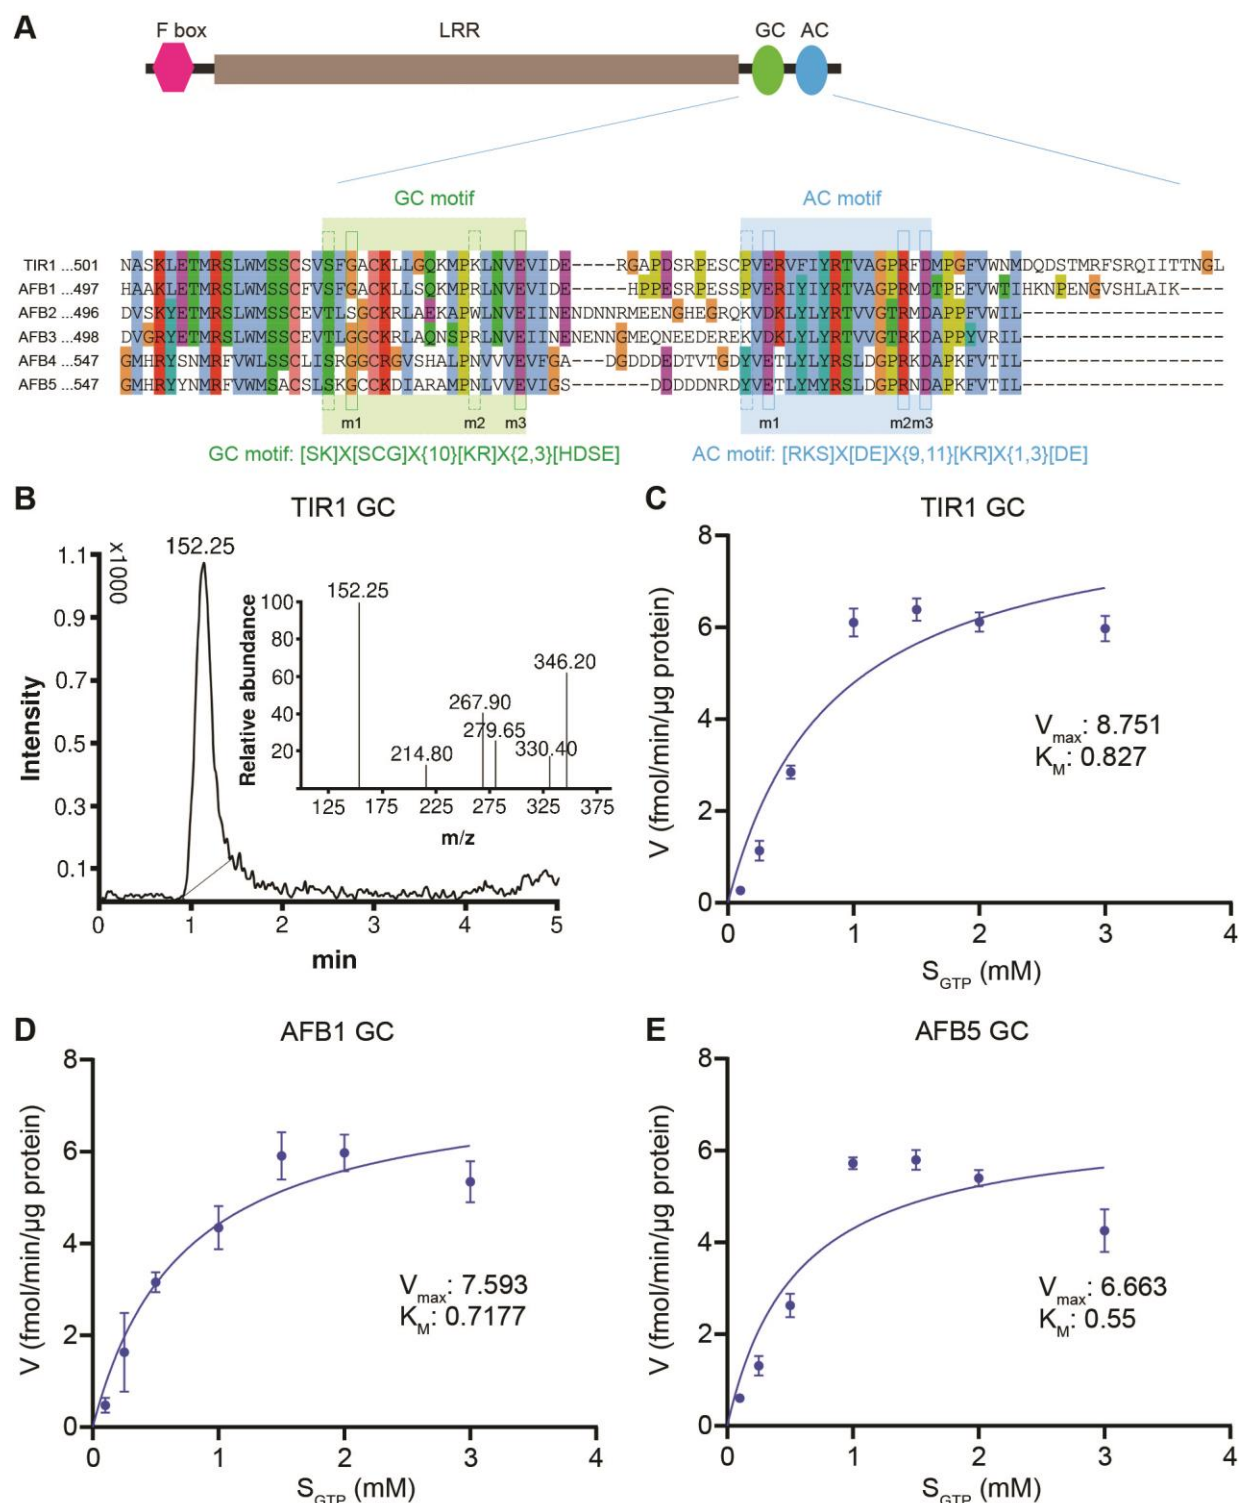 A
F box
LRR
GC
AC
GC motif
AC motif
TIR1 ...501 NASKLETMRSLWMSSCSVSFGACKLLGQKMPKLNVEVIDE----RGAPDSRPESCPVERVFIYRTVAGPRFDMPGFVWNMDQDSTMRFSRQIITTNGL
AFB1 ...497 HAAKLETMRSLWMSSCFVSFGACKLLSQKMPRLNVEVIDE-----HPPESRPESSPVERIYIYRTVAGPRMDTPEFVWTIHKNPENGVSHLAIK----
AFB2 ...496 DVSKYETMRSLWMSSCEVTLSGCKRLAEKAPWLNVEIINENDNNRMEENGHEGRQKVDKLYLYRTVVGTRMDAPPFVWIL------------------
AFB3 ...498 DVGRYETMRSLWMSSCEVTLGGCKRLAQNSPRLNVEIINENENNGMEQNEEDEREKVDKLYLYRTVVGTRKDAPPYVRIL------------------
AFB4 ...547 GMHRYSNMRFVWLSSCLISRGGCRGVSHALPNVVVEVFGA---DGDDDEDTVTGDYVETLYLYRSLDGPRKDAPKFVTIL------------------
AFB5 ...547 GMHRYYNMRFVWMSACSLSKGCCKDIARAMPNLVVEVIGS-------DDDDDNRDYVETLYMYRSLDGPRNDAPKFVTIL------------------
m1 m2 m3 m1 m2 m3
GC motif: [SK]X[SCG]X{10}[KR]X{2,3}[HDSE]
AC motif: [RKS]X[DE]X{9,11}[KR]X{1,3}[DE]
B
TIR1 GC
x1000
152.25
1.1
0.9
0.7
0.5
0.3
0.1
Intensity
0 1 2 3 4 5
min
Relative abundance
100
80
60
40
20
152.25
214.80
267.90
279.65
330.40
346.20
125 175 225 275 325 375
m/z
C
TIR1 GC
8
6
4
2
0
V (fmol/min/µg protein)
Vmax: 8.751
KM: 0.827
0 1 2 3 4
SGTP (mM)
D
AFB1 GC
8
6
4
2
0
V (fmol/min/µg protein)
Vmax: 7.593
KM: 0.7177
0 1 2 3 4
SGTP (mM)
E
AFB5 GC
8
6
4
2
0
V (fmol/min/µg protein)
Vmax: 6.663
KM: 0.55
0 1 2 3 4
SGTP (mM)